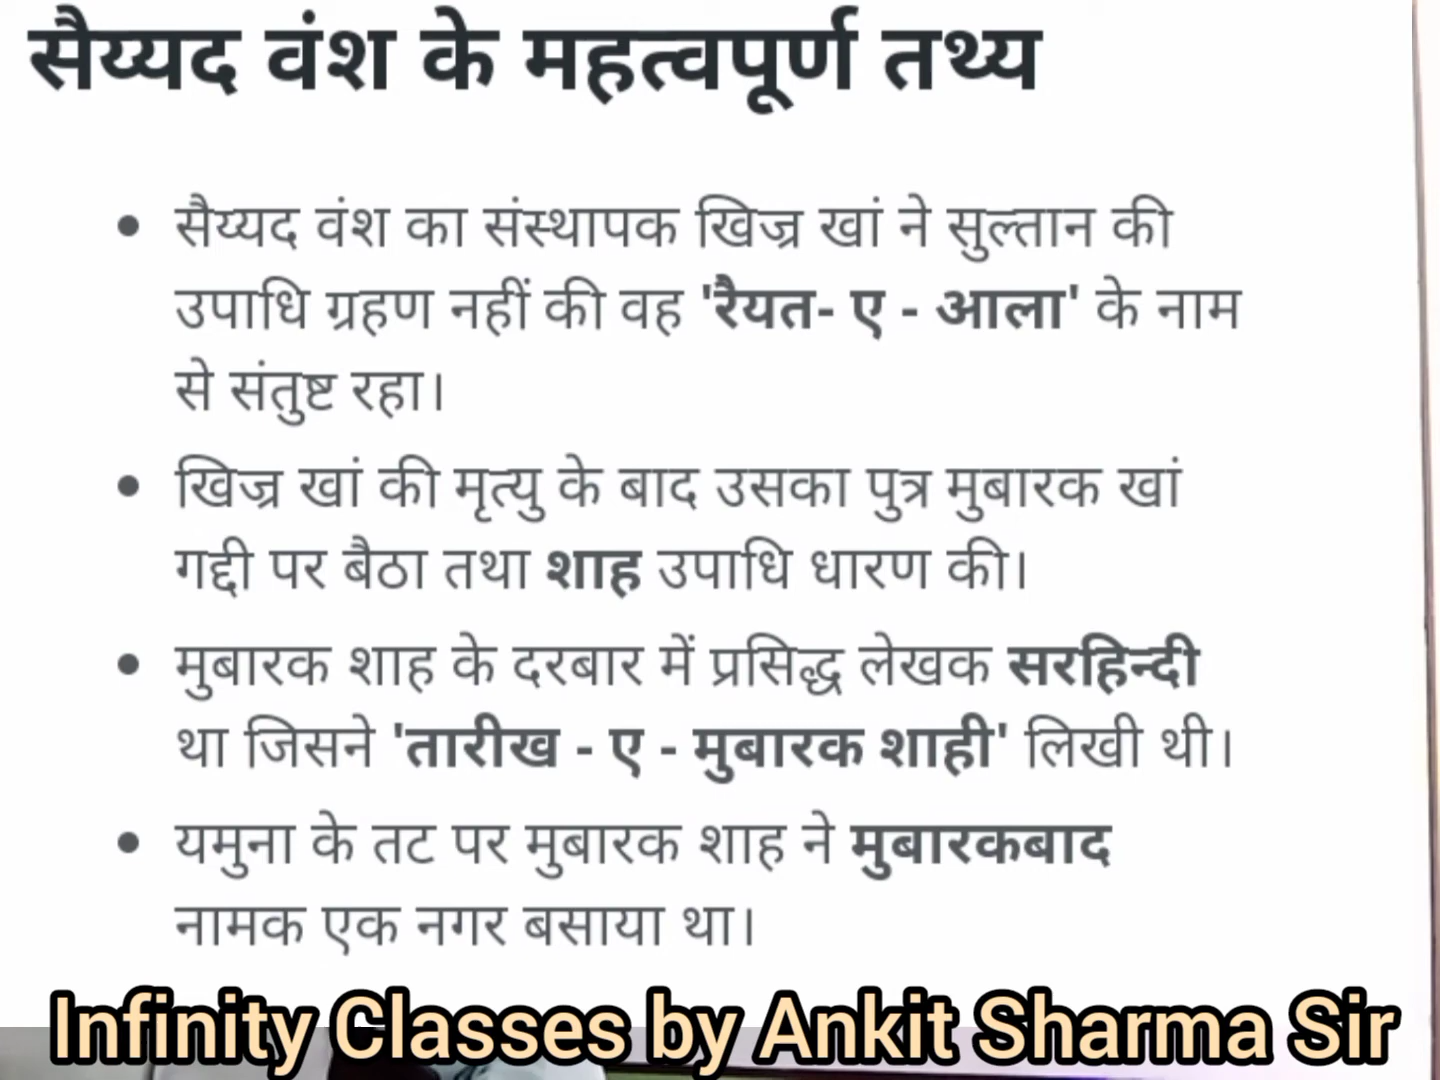 सैय्यद वंश के महत्वपूर्ण तथ्य
• सैय्यद वंश का संस्थापक खिज्र खां ने सुल्तान की
उपाधि ग्रहण नहीं की वह 'रैयत- ए - आला' के नाम
से संतुष्ट रहा।
• खिज्र खां की मृत्यु के बाद उसका पुत्र मुबारक खां
गद्दी पर बैठा तथा शाह उपाधि धारण की।
• मुबारक शाह के दरबार में प्रसिद्ध लेखक सरहिन्दी
था जिसने 'तारीख - ए - मुबारक शाही' लिखी थी।
• यमुना के तट पर मुबारक शाह ने मुबारकबाद
नामक एक नगर बसाया था।
Infinity Classes by Ankit Sharma Sir